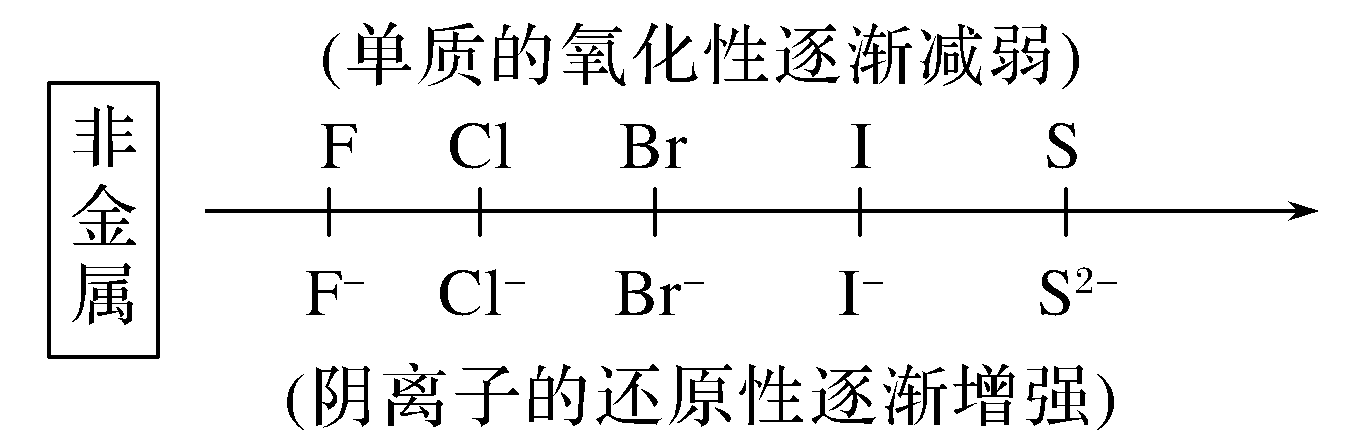 (单质的氧化性逐渐减弱)
非金属
F Cl Br I S
F⁻ Cl⁻ Br⁻ I⁻ S²⁻
(阴离子的还原性逐渐增强)